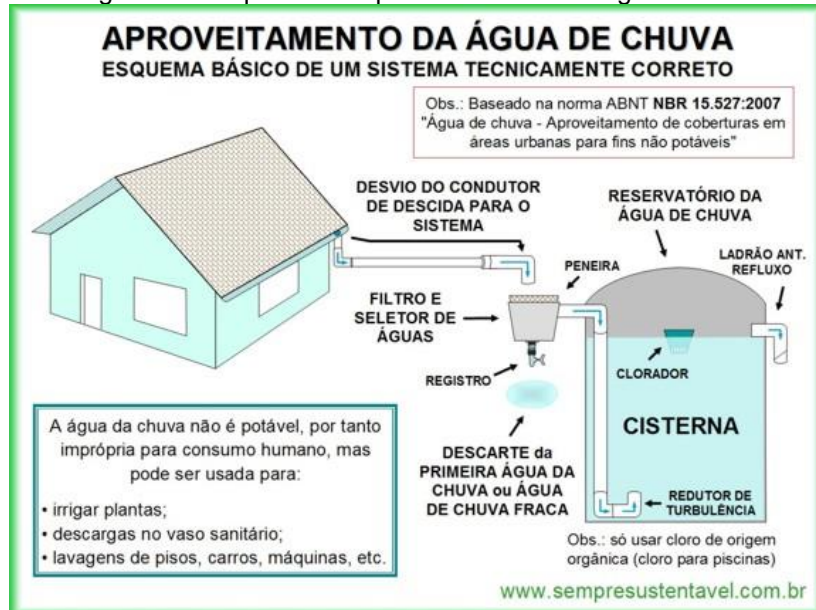 APROVEITAMENTO DA ÁGUA DE CHUVA
ESQUEMA BÁSICO DE UM SISTEMA TECNICAMENTE CORRETO
Obs.: Baseado na norma ABNT NBR 15.527:2007
"Água de chuva - Aproveitamento de coberturas em
áreas urbanas para fins não potáveis"
DESVIO DO CONDUTOR
DE DESCIDA PARA O
SISTEMA
RESERVATÓRIO DA
ÁGUA DE CHUVA
LADRÃO ANT.
REFLUXO
PENEIRA
FILTRO E
SELETOR DE
ÁGUAS
REGISTRO
CLORADOR
CISTERNA
DESCARTE da
PRIMEIRA ÁGUA DA
CHUVA ou ÁGUA
DE CHUVA FRACA
REDUTOR DE
TURBULÊNCIA
A água da chuva não é potável, por tanto
imprópria para consumo humano, mas
pode ser usada para:
• irrigar plantas;
• descargas no vaso sanitário;
• lavagens de pisos, carros, máquinas, etc.
Obs.: só usar cloro de origem
orgânica (cloro para piscinas)
www.sempresustentavel.com.br